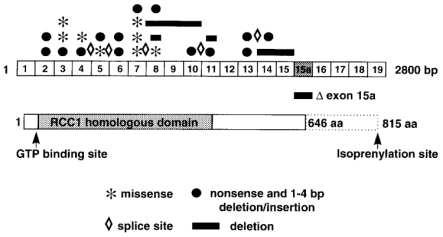 1 1 2 3 4 5 6 7 8 9 10 11 12 13 14 15 15a 16 17 18 19 2800 bp
Δ exon 15a
1 RCC1 homologous domain 646 aa 815 aa
GTP binding site Isoprenylation site
missense nonsense and 1-4 bp
deletion/insertion
splice site deletion